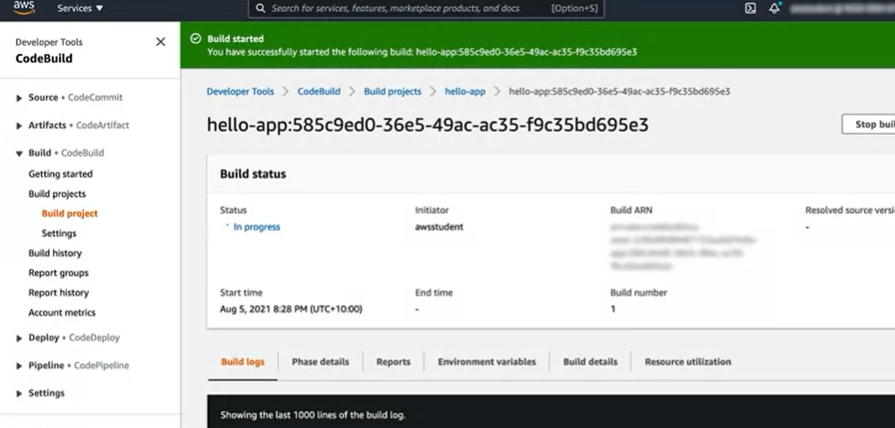 aws
Services ▼
Search for services, features, marketplace products, and docs [Option+S]
Developer Tools
CodeBuild
Source • CodeCommit
Artifacts • CodeArtifact
Build • CodeBuild
Getting started
Build projects
Build project
Settings
Build history
Report groups
Report history
Account metrics
Deploy • CodeDeploy
Pipeline • CodePipeline
Settings
Build started
You have successfully started the following build: hello-app:585c9ed0-36e5-49ac-ac35-f9c35bd695e3
Developer Tools > CodeBuild > Build projects > hello-app > hello-app:585c9ed0-36e5-49ac-ac35-f9c35bd695e3
hello-app:585c9ed0-36e5-49ac-ac35-f9c35bd695e3
Stop buil
Build status
Status
In progress
Initiator
awsstudent
Build ARN
Resolved source versi
-
Start time
Aug 5, 2021 8:28 PM (UTC+10:00)
End time
-
Build number
1
Build logs Phase details Reports Environment variables Build details Resource utilization
Showing the last 1000 lines of the build log.